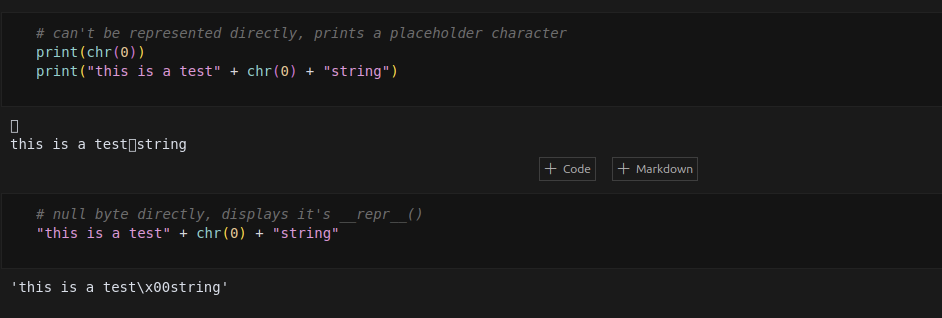 # can't be represented directly, prints a placeholder character
print(chr(0))
print("this is a test" + chr(0) + "string")
▯
this is a test▯string
+ Code + Markdown
# null byte directly, displays it's __repr__()
"this is a test" + chr(0) + "string"
'this is a test\x00string'